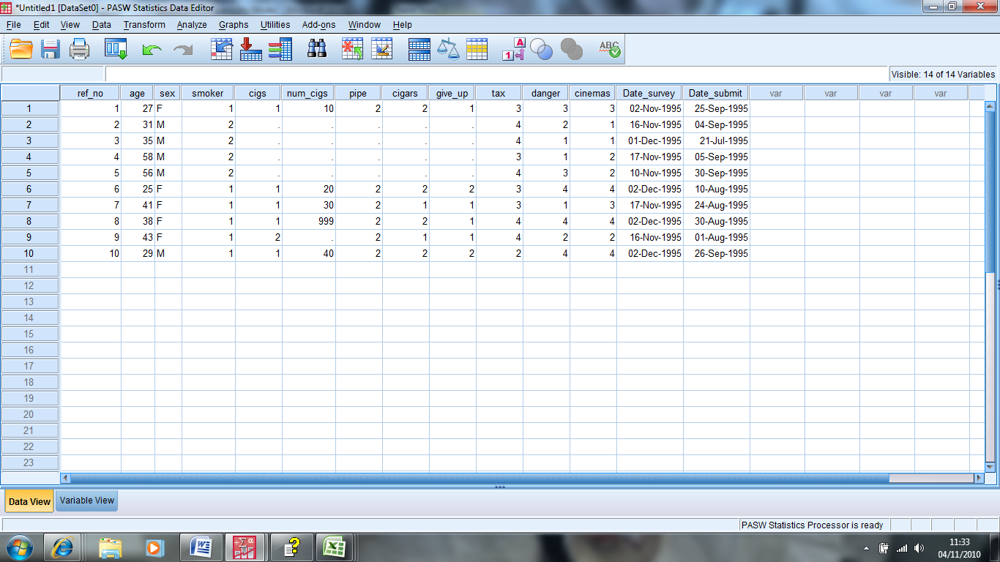 *Untitled1 [DataSet0] - PASW Statistics Data Editor
File Edit View Data Transform Analyze Graphs Utilities Add-ons Window Help
1 A ABC
Visible: 14 of 14 Variables
ref_no age sex smoker cigs num_cigs pipe cigars give_up tax danger cinemas Date_survey Date_submit var var var var
1 1 27 F 1 1 10 2 2 1 3 3 3 02-Nov-1995 25-Sep-1995
2 2 31 M 2 . . . . . 4 2 1 16-Nov-1995 04-Sep-1995
3 3 35 M 2 . . . . . 4 1 1 01-Dec-1995 21-Jul-1995
4 4 58 M 2 . . . . . 3 1 2 17-Nov-1995 05-Sep-1995
5 5 56 M 2 . . . . . 4 3 2 10-Nov-1995 30-Sep-1995
6 6 25 F 1 1 20 2 2 2 3 4 4 02-Dec-1995 10-Aug-1995
7 7 41 F 1 1 30 2 1 1 3 1 3 17-Nov-1995 24-Aug-1995
8 8 38 F 1 1 999 2 2 1 4 4 4 02-Dec-1995 30-Aug-1995
9 9 43 F 1 2 . 2 1 1 4 2 2 16-Nov-1995 01-Aug-1995
10 10 29 M 1 1 40 2 2 2 2 4 4 02-Dec-1995 26-Sep-1995
11
12
13
14
15
16
17
18
19
20
21
22
23
Data View Variable View
PASW Statistics Processor is ready
11:33
04/11/2010